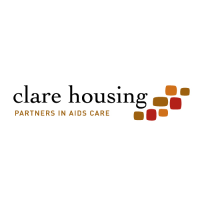 clare housing
PARTNERS IN AIDS CARE